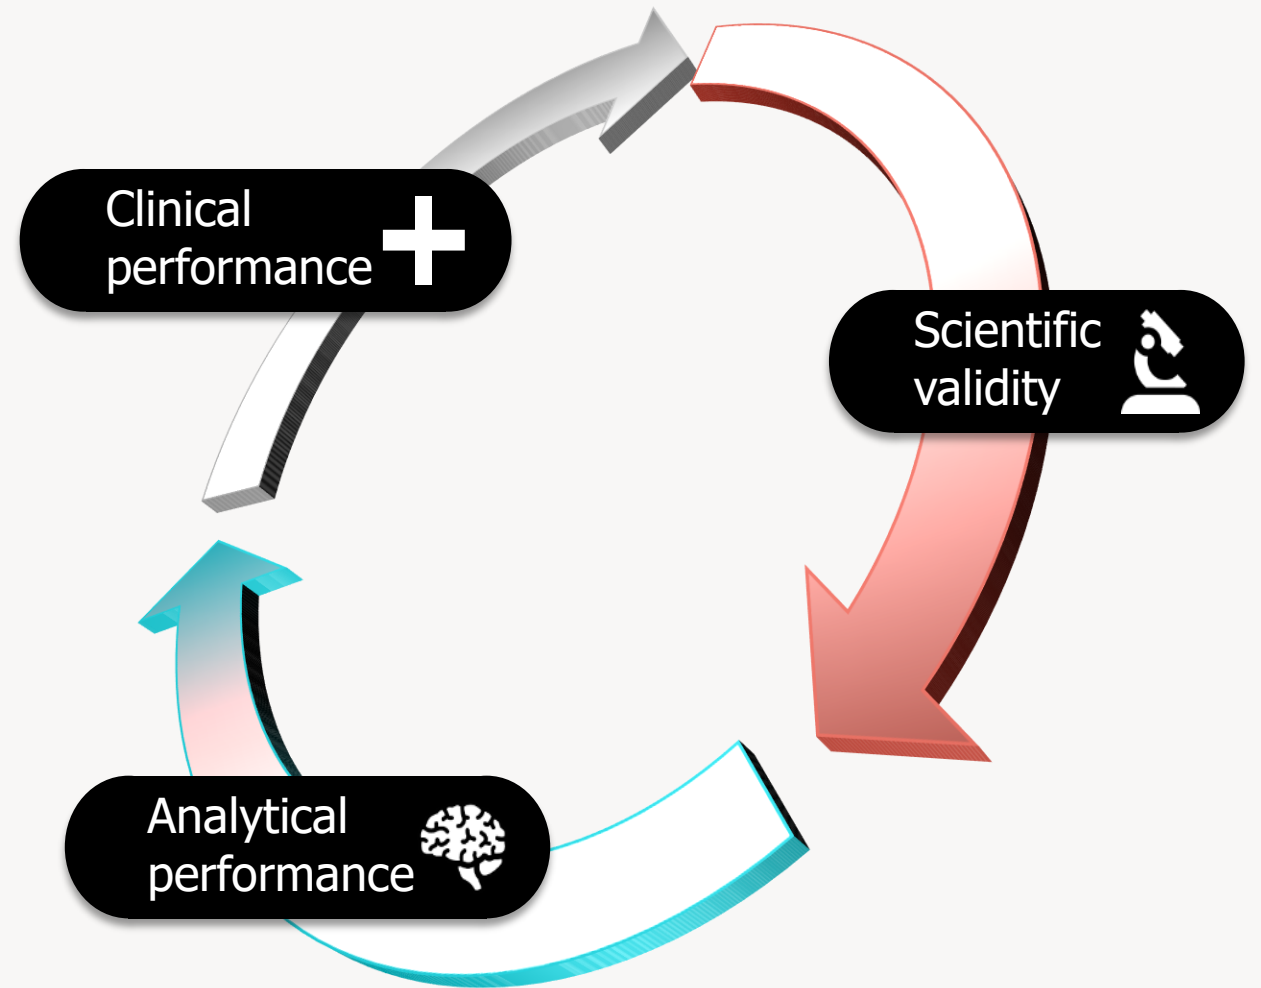 Clinical
performance
Scientific
validity
Analytical
performance